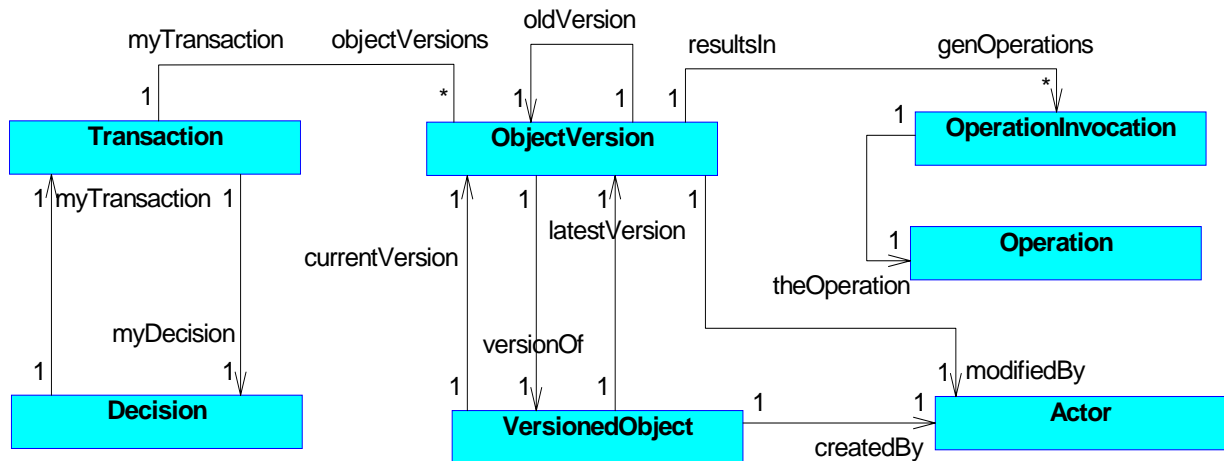 oldVersion
myTransaction objectVersions resultsIn genOperations
1 * 1 1 1 * 1
Transaction ObjectVersion OperationInvocation
1 myTransaction 1 1 1 1 1
latestVersion 1 Operation
currentVersion
theOperation
myDecision versionOf
1 1 1 1 1 1 modifiedBy
Decision VersionedObject 1 1 Actor
createdBy